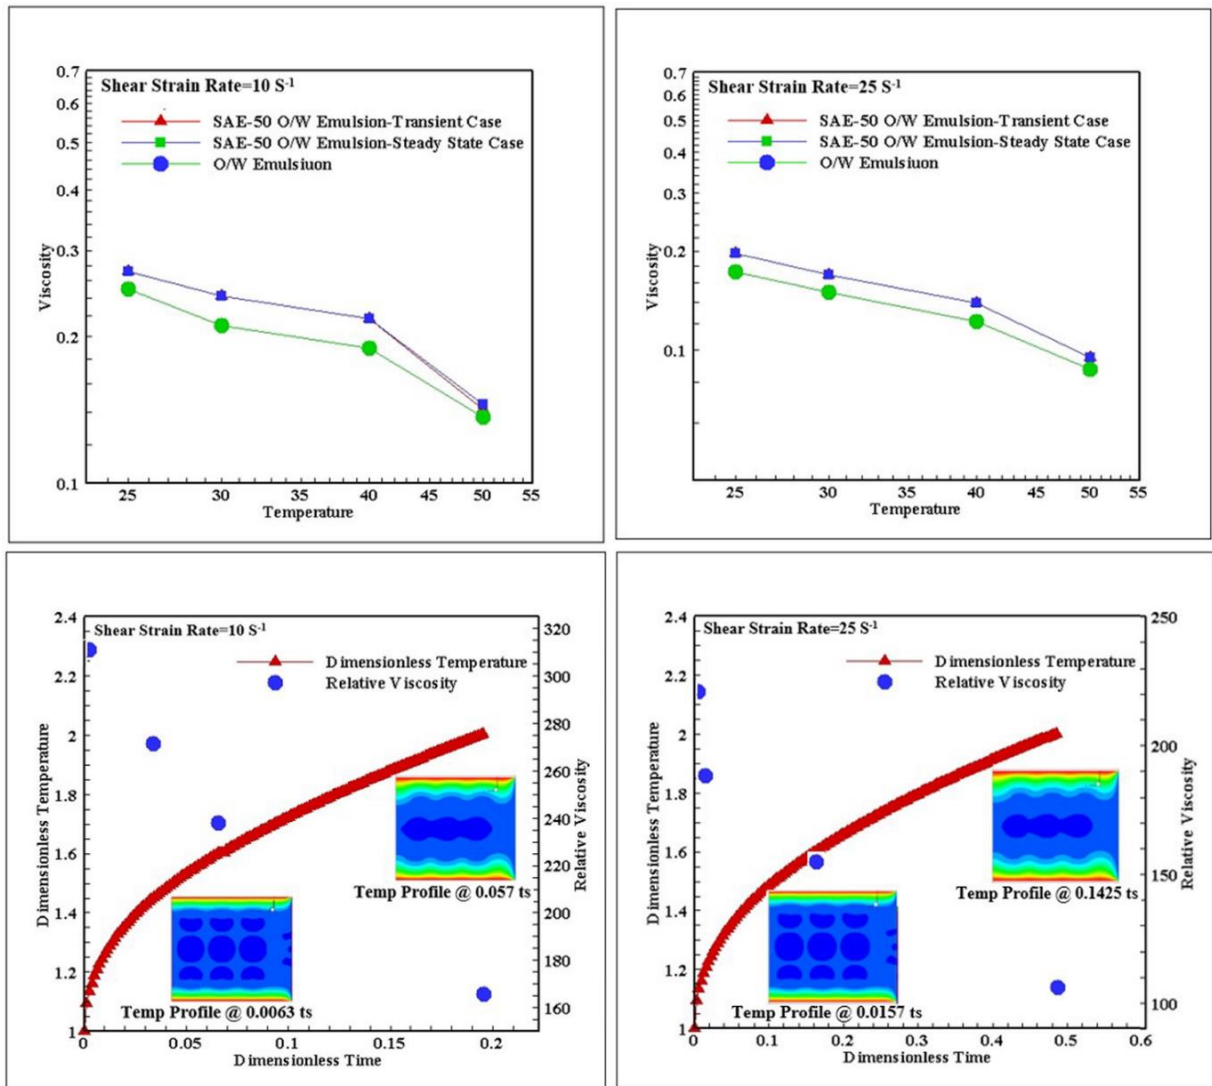 Shear Strain Rate=10 S-1
SAE-50 O/W Emulsion-Transient Case
SAE-50 O/W Emulsion-Steady State Case
O/W Emulsiuon
0.7
0.6
0.5
0.4
0.3
0.2
0.1
Viscosity
25 30 35 40 45 50 55
Temperature
Shear Strain Rate=25 S-1
SAE-50 O/W Emulsion-Transient Case
SAE-50 O/W Emulsion-Steady State Case
O/W Emulsiuon
0.7
0.6
0.5
0.4
0.3
0.2
0.1
Viscosity
25 30 35 40 45 50 55
Temperature
Shear Strain Rate=10 S-1
Dimensionless Temperature
Relative Viscosity
2.4
2.2
2
1.8
1.6
1.4
1.2
1
Dimensionless Temperature
320
300
280
260
240
220
200
180
160
Relative Viscosity
Temp Profile @ 0.057 ts
Temp Profile @ 0.0063 ts
0 0.05 0.1 0.15 0.2
Dimensionless Time
Shear Strain Rate=25 S-1
Dimensionless Temperature
Relative Viscosity
2.4
2.2
2
1.8
1.6
1.4
1.2
1
Dimensionless Temperature
250
200
150
100
Relative Viscosity
Temp Profile @ 0.1425 ts
Temp Profile @ 0.0157 ts
0 0.1 0.2 0.3 0.4 0.5 0.6
Dimensionless Time